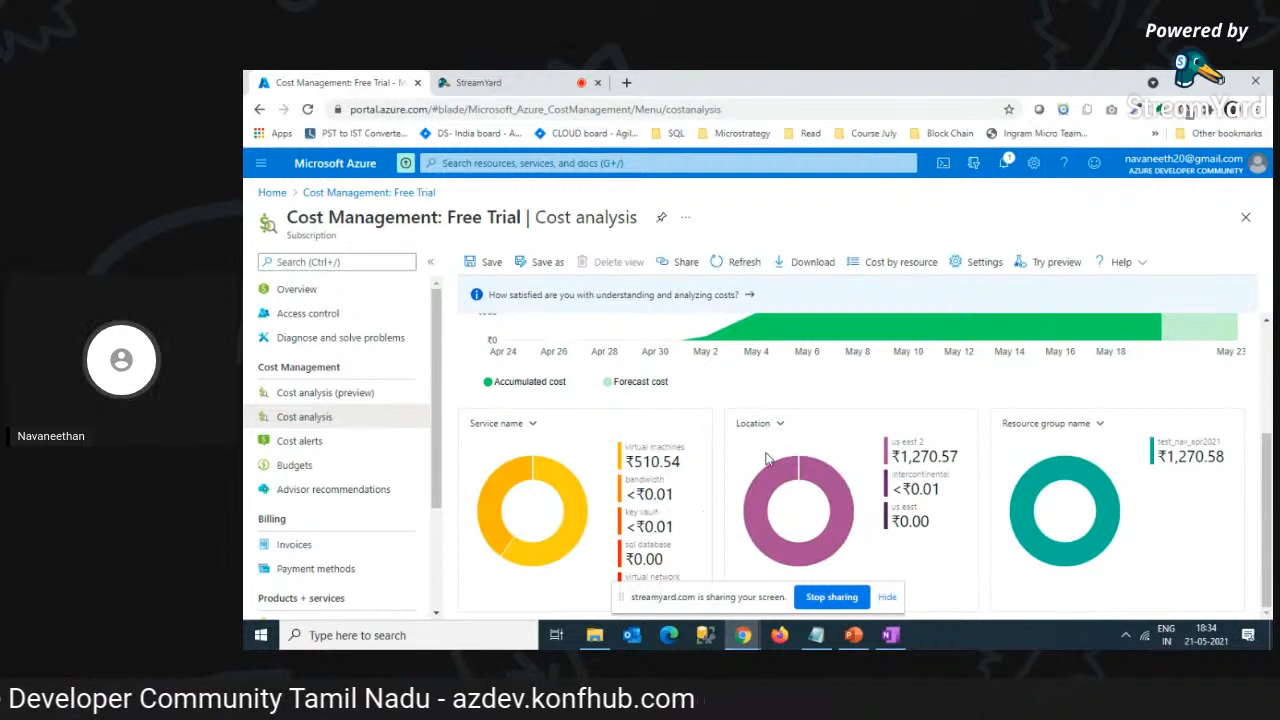 Powered by
StreamYard
Cost Management: Free Trial - M
StreamYard
portal.azure.com/#blade/Microsoft_Azure_CostManagement/Menu/costanalysis
Apps
PST to IST Converte...
DS- India board - A...
CLOUD board - Agil...
SQL
Microstrategy
Read
Course July
Block Chain
Ingram Micro Team...
»
Other bookmarks
Microsoft Azure
Search resources, services, and docs (G+/)
1
navaneeth20@gmail.com
AZURE DEVELOPER COMMUNITY
Home > Cost Management: Free Trial
Cost Management: Free Trial | Cost analysis
Subscription
Search (Ctrl+/)
«
Save
Save as
Delete view
Share
Refresh
Download
Cost by resource
Settings
Try preview
? Help
Overview
Access control
Diagnose and solve problems
Cost Management
Cost analysis (preview)
Cost analysis
Cost alerts
Budgets
Advisor recommendations
Billing
Invoices
Payment methods
Products + services
How satisfied are you with understanding and analyzing costs? →
₹0
Apr 24 Apr 26 Apr 28 Apr 30 May 2 May 4 May 6 May 8 May 10 May 12 May 14 May 16 May 18 May 23
Accumulated cost
Forecast cost
Service name
virtual machines
₹510.54
bandwidth
<₹0.01
key vault
<₹0.01
sql database
₹0.00
virtual network
Location
us east 2
₹1,270.57
intercontinental
<₹0.01
us east
₹0.00
Resource group name
test_nav_apr2021
₹1,270.58
streamyard.com is sharing your screen.
Stop sharing
Hide
Type here to search
ENG
IN
18:34
21-05-2021
Navaneethan
Developer Community Tamil Nadu - azdev.konfhub.com